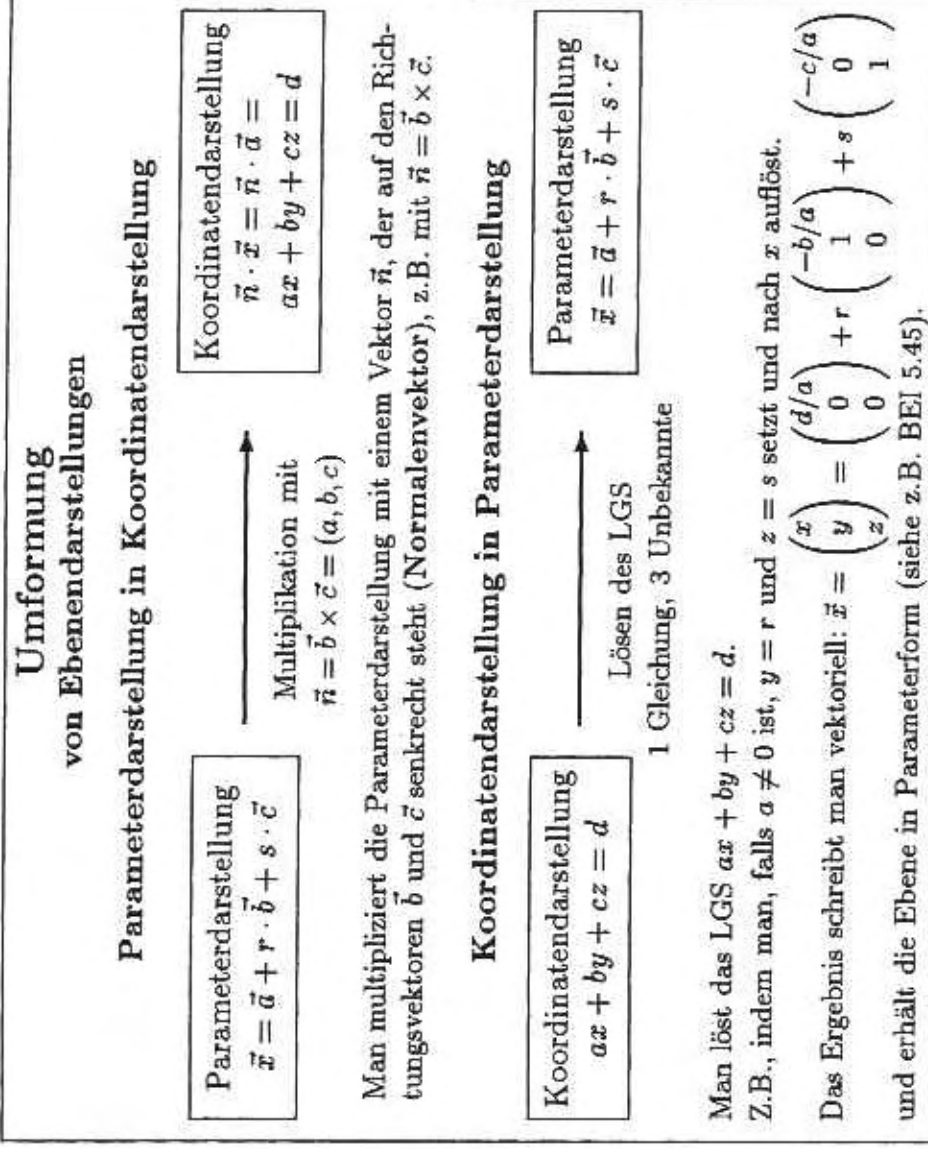 Umformung
von Ebenendarstellungen
Parameterdarstellung in Koordinatendarstellung
Parameterdarstellung
x⃗ = a⃗ + r · b⃗ + s · c⃗
Multiplikation mit
n⃗ = b⃗ × c⃗ = (a, b, c)
Koordinatendarstellung
n⃗ · x⃗ = n⃗ · a⃗ =
ax + by + cz = d
Man multipliziert die Parameterdarstellung mit einem Vektor n⃗, der auf den Rich-
tungsvektoren b⃗ und c⃗ senkrecht steht (Normalenvektor), z.B. mit n⃗ = b⃗ × c⃗.
Koordinatendarstellung in Parameterdarstellung
Koordinatendarstellung
ax + by + cz = d
Lösen des LGS
1 Gleichung, 3 Unbekannte
Parameterdarstellung
x⃗ = a⃗ + r · b⃗ + s · c⃗
Man löst das LGS ax + by + cz = d.
Z.B., indem man, falls a ≠ 0 ist, y = r und z = s setzt und nach x auflöst.
Das Ergebnis schreibt man vektoriell: x⃗ = (x y z) = (d/a 0 0) + r (−b/a 1 0) + s (−c/a 0 1)
und erhält die Ebene in Parameterform (siehe z.B. BEI 5.45).